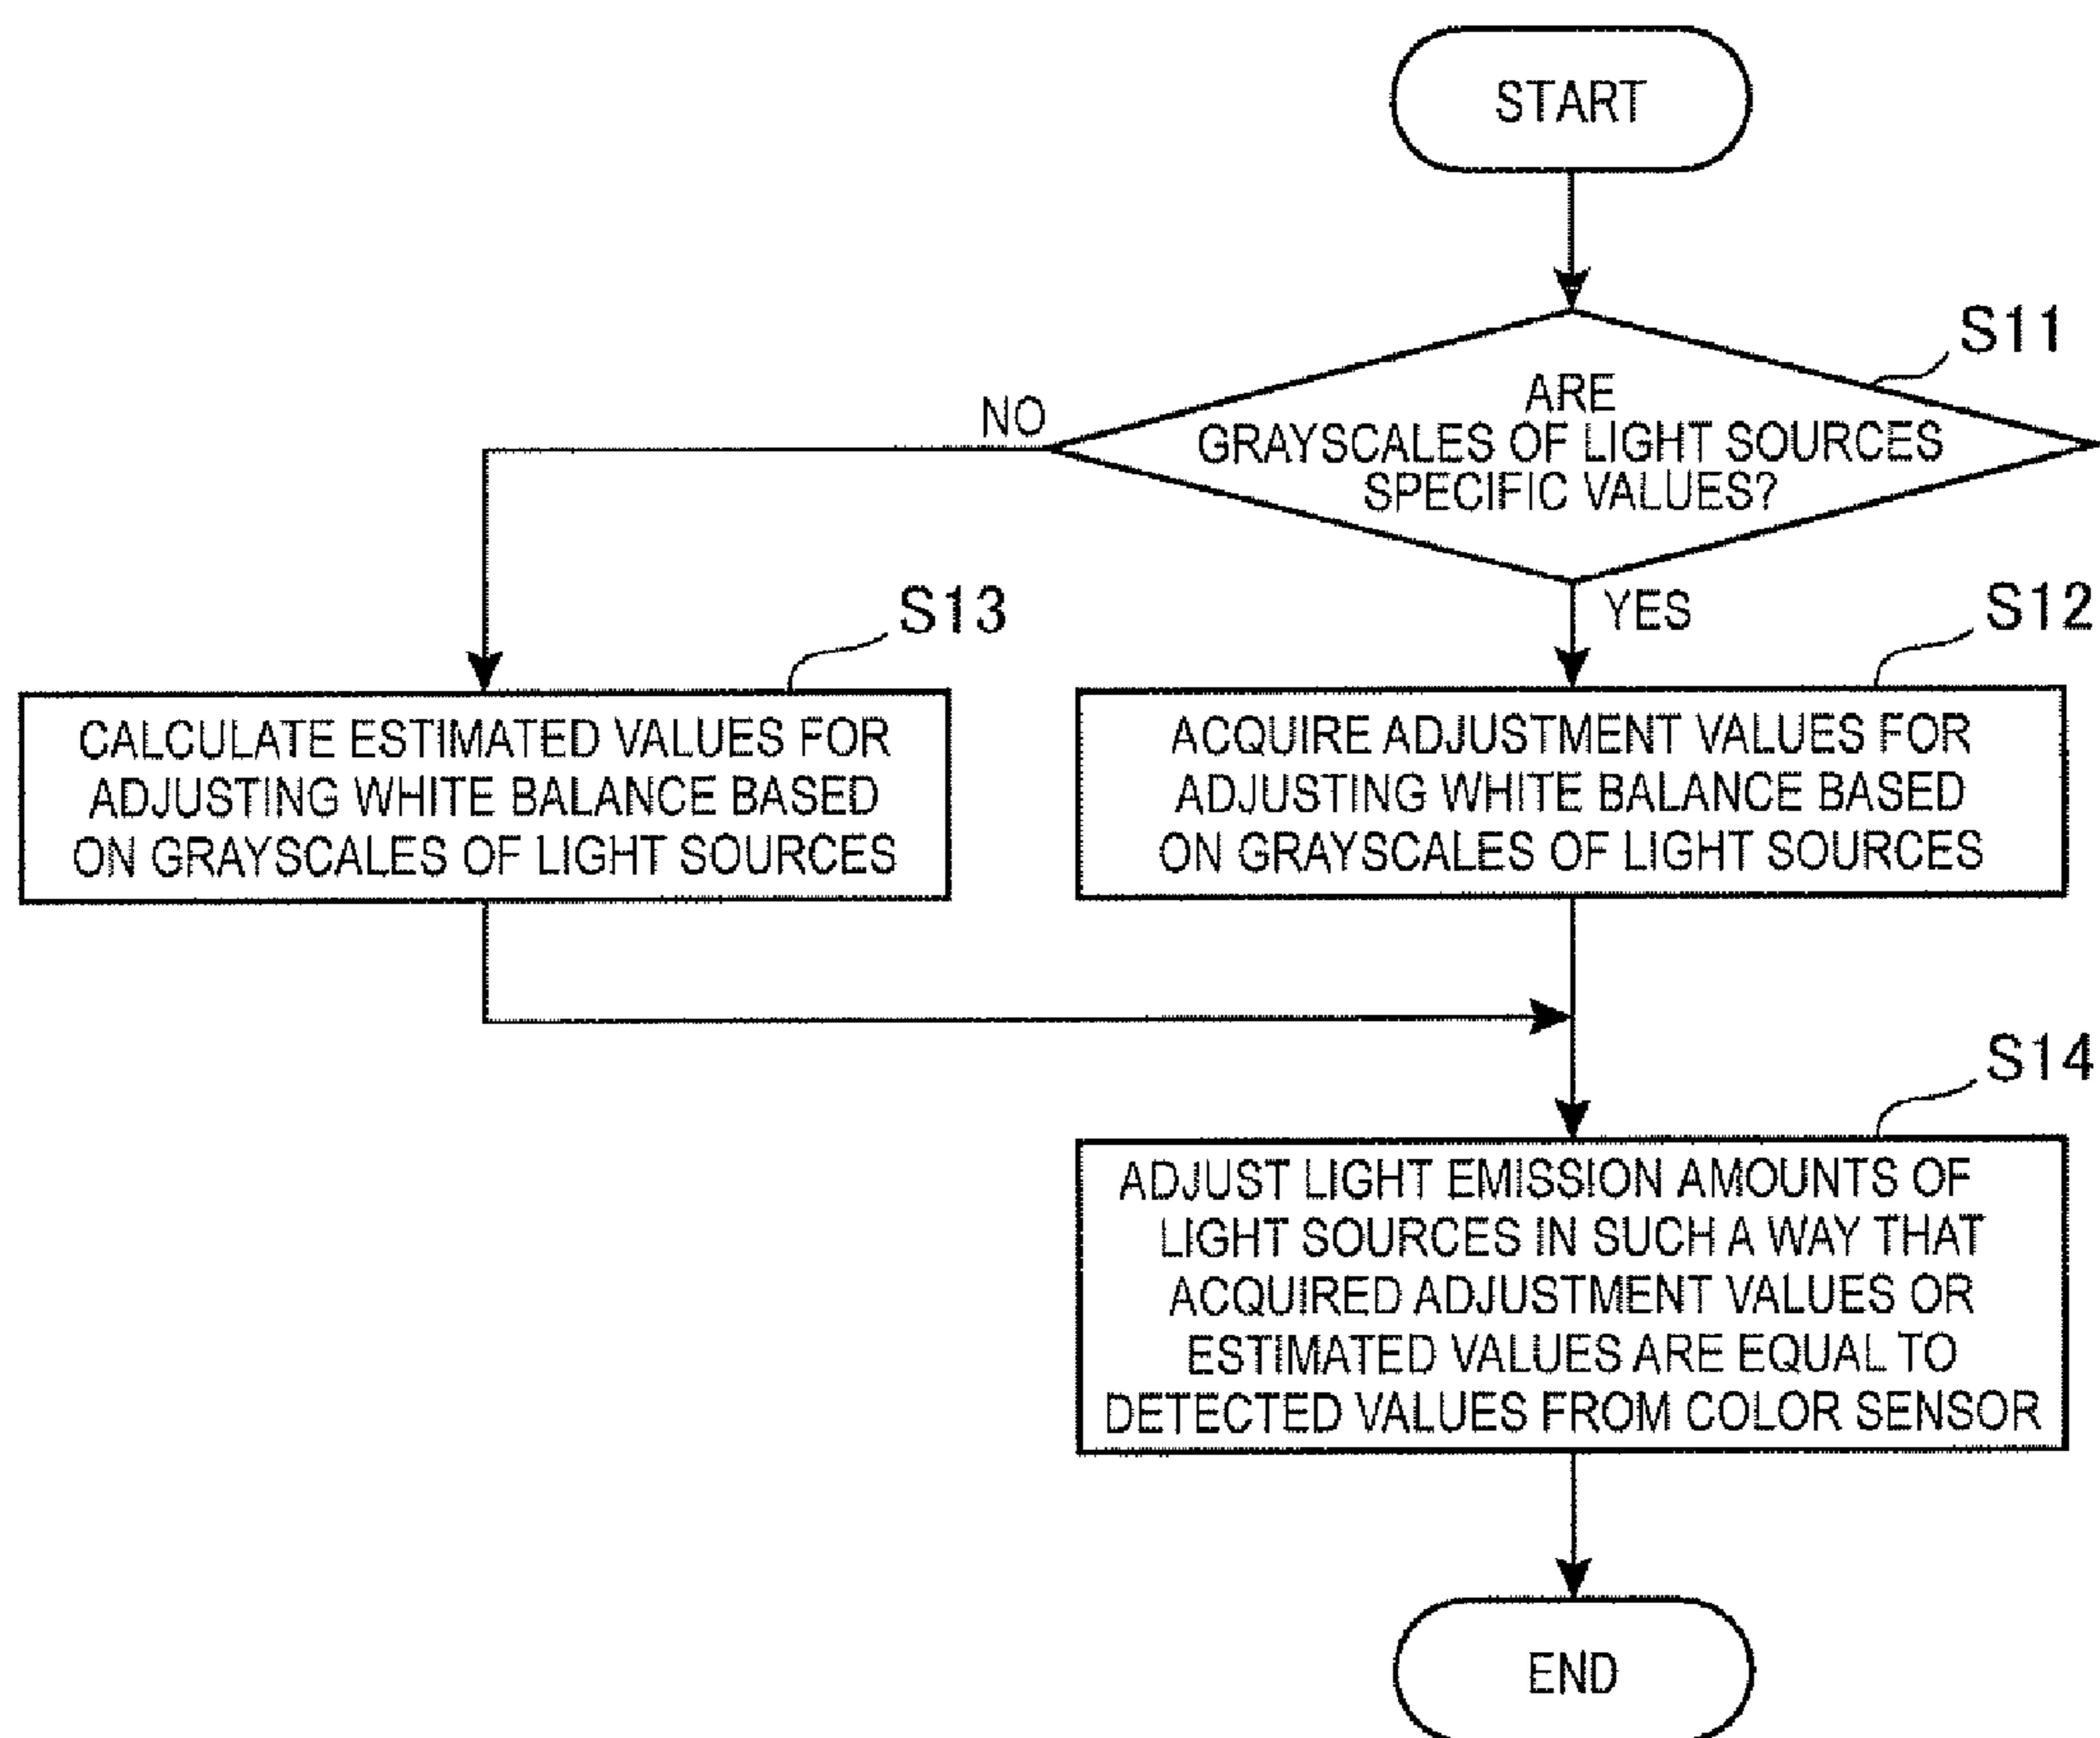 START
S11
ARE
GRAYSCALES OF LIGHT SOURCES
SPECIFIC VALUES?
NO
YES
S13
CALCULATE ESTIMATED VALUES FOR
ADJUSTING WHITE BALANCE BASED
ON GRAYSCALES OF LIGHT SOURCES
S12
ACQUIRE ADJUSTMENT VALUES FOR
ADJUSTING WHITE BALANCE BASED
ON GRAYSCALES OF LIGHT SOURCES
S14
ADJUST LIGHT EMISSION AMOUNTS OF
LIGHT SOURCES IN SUCH A WAY THAT
ACQUIRED ADJUSTMENT VALUES OR
ESTIMATED VALUES ARE EQUAL TO
DETECTED VALUES FROM COLOR SENSOR
END